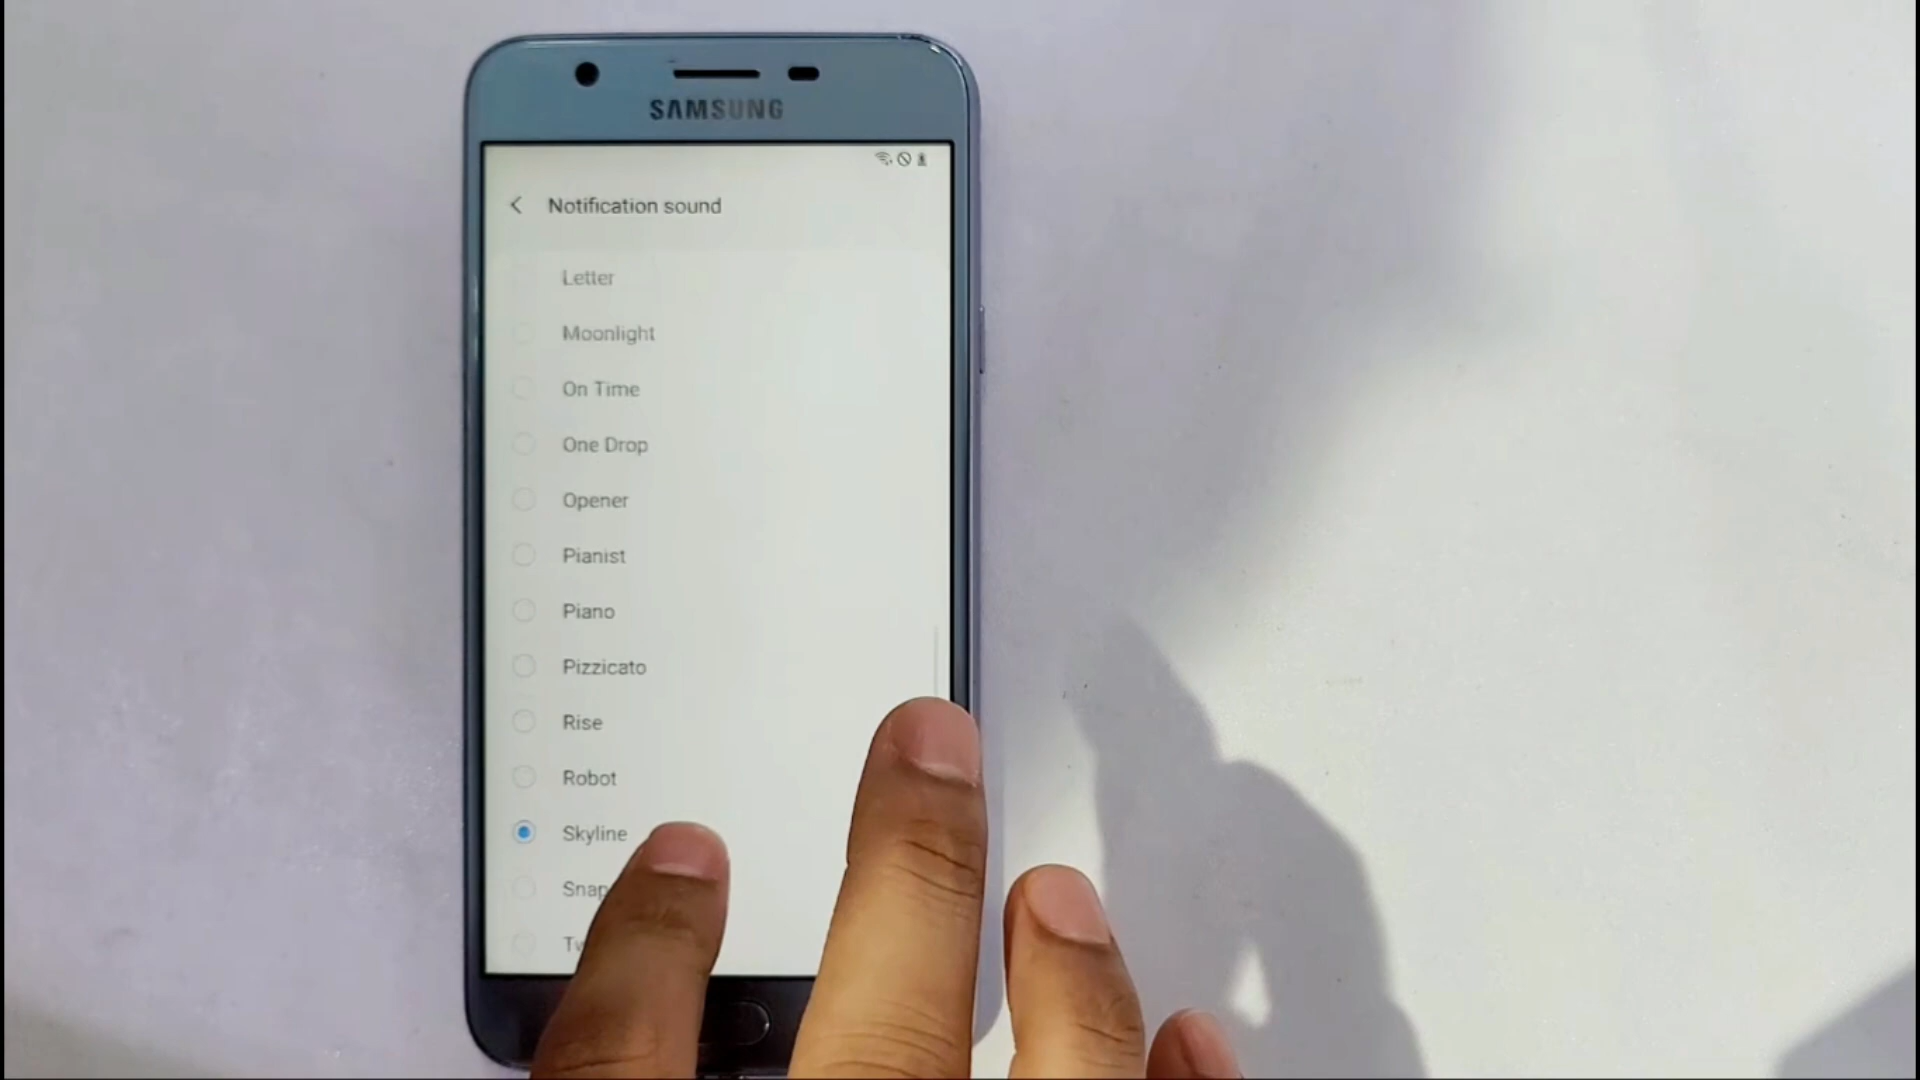 SAMSUNG
Notification sound
Letter
Moonlight
On Time
One Drop
Opener
Pianist
Piano
Pizzicato
Rise
Robot
Skyline